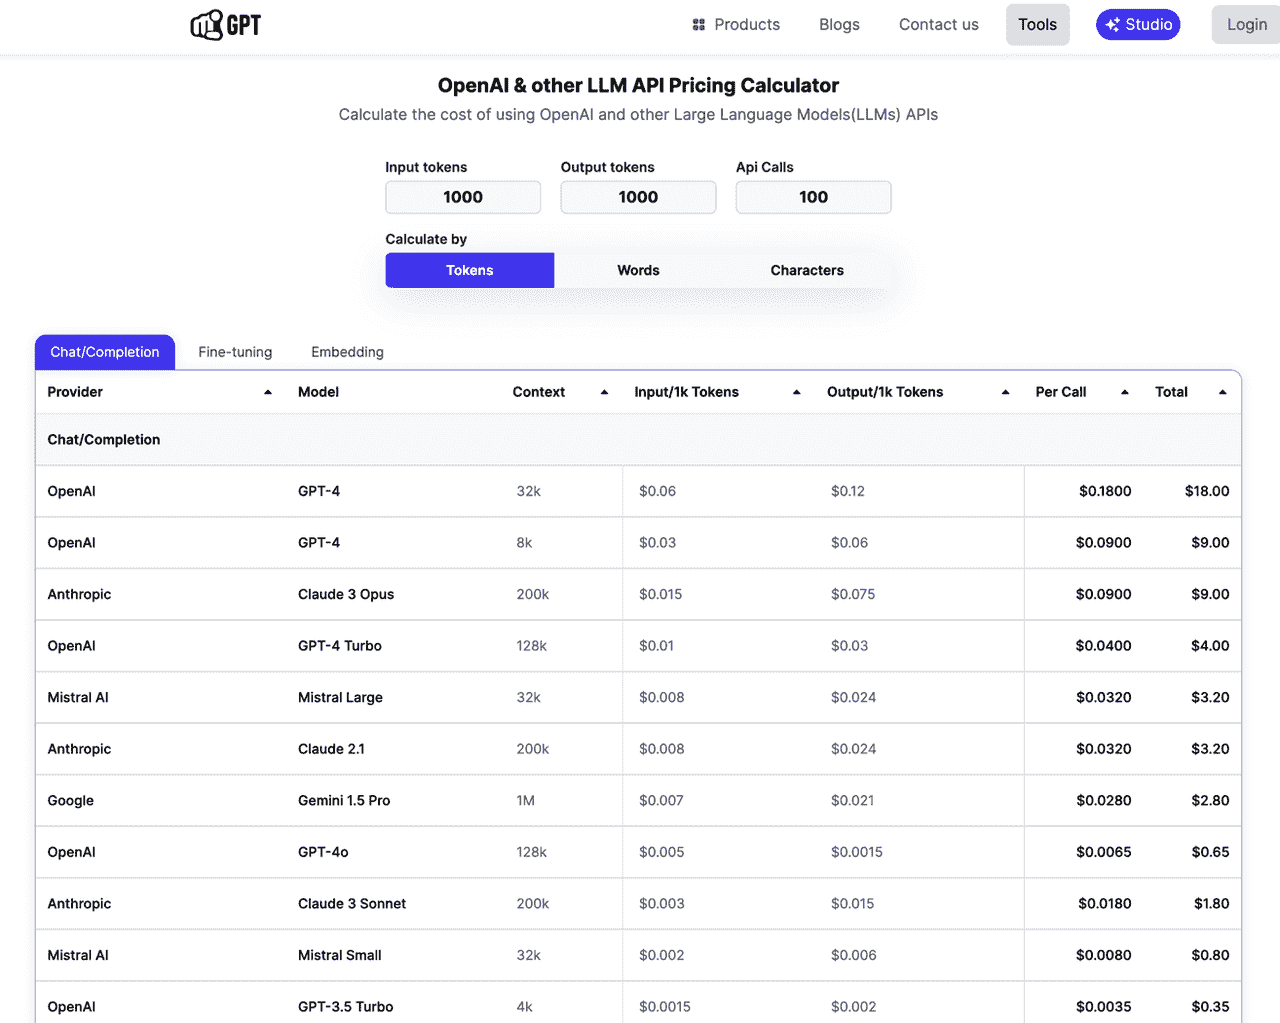 GPT Products Blogs Contact us Tools Studio Login
OpenAI & other LLM API Pricing Calculator
Calculate the cost of using OpenAI and other Large Language Models(LLMs) APIs
Input tokens Output tokens Api Calls
1000 1000 100
Calculate by
Tokens Words Characters
Chat/Completion Fine-tuning Embedding
Provider Model Context Input/1k Tokens Output/1k Tokens Per Call Total
Chat/Completion
OpenAI GPT-4 32k $0.06 $0.12 $0.1800 $18.00
OpenAI GPT-4 8k $0.03 $0.06 $0.0900 $9.00
Anthropic Claude 3 Opus 200k $0.015 $0.075 $0.0900 $9.00
OpenAI GPT-4 Turbo 128k $0.01 $0.03 $0.0400 $4.00
Mistral AI Mistral Large 32k $0.008 $0.024 $0.0320 $3.20
Anthropic Claude 2.1 200k $0.008 $0.024 $0.0320 $3.20
Google Gemini 1.5 Pro 1M $0.007 $0.021 $0.0280 $2.80
OpenAI GPT-4o 128k $0.005 $0.0015 $0.0065 $0.65
Anthropic Claude 3 Sonnet 200k $0.003 $0.015 $0.0180 $1.80
Mistral AI Mistral Small 32k $0.002 $0.006 $0.0080 $0.80
OpenAI GPT-3.5 Turbo 4k $0.0015 $0.002 $0.0035 $0.35